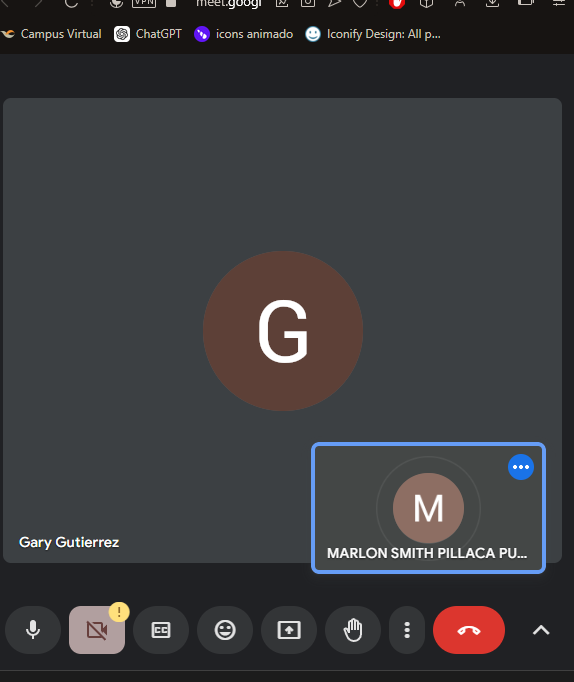 VPN
meet.googl
Campus Virtual
ChatGPT
icons animado
Iconify Design: All p...
G
M
Gary Gutierrez
MARLON SMITH PILLACA PU...
!
CC